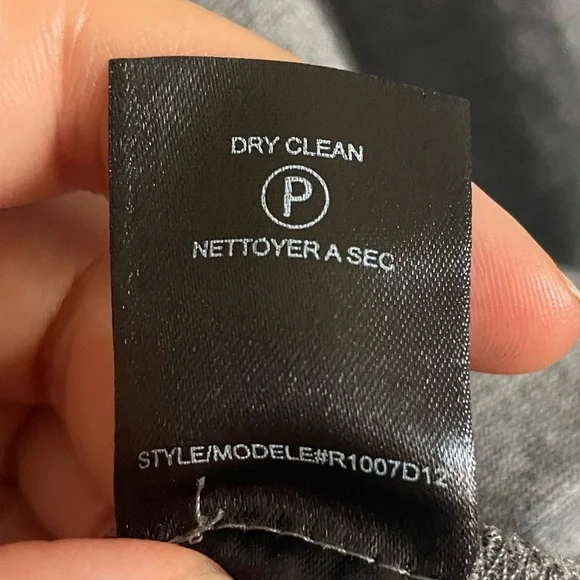 DRY CLEAN
P
NETTOYER A SEC
STYLE/MODELE#R1007D12